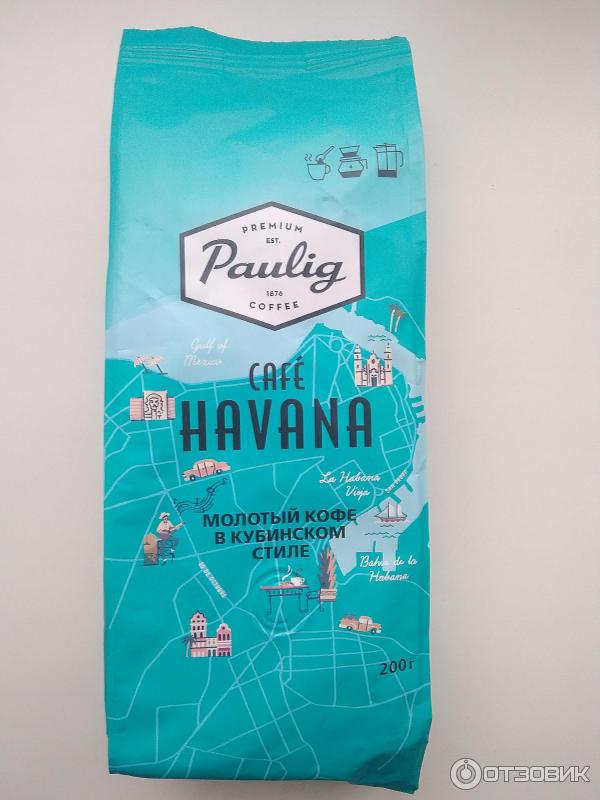 PREMIUM
EST.
Paulig
1876
COFFEE
Gulf of
Mexico
CAFÉ
HAVANA
La Habana
Vieja
МОЛОТЫЙ КОФЕ
В КУБИНСКОМ
СТИЛЕ
Bahia de la
Habana
200г
ОТЗОВИК